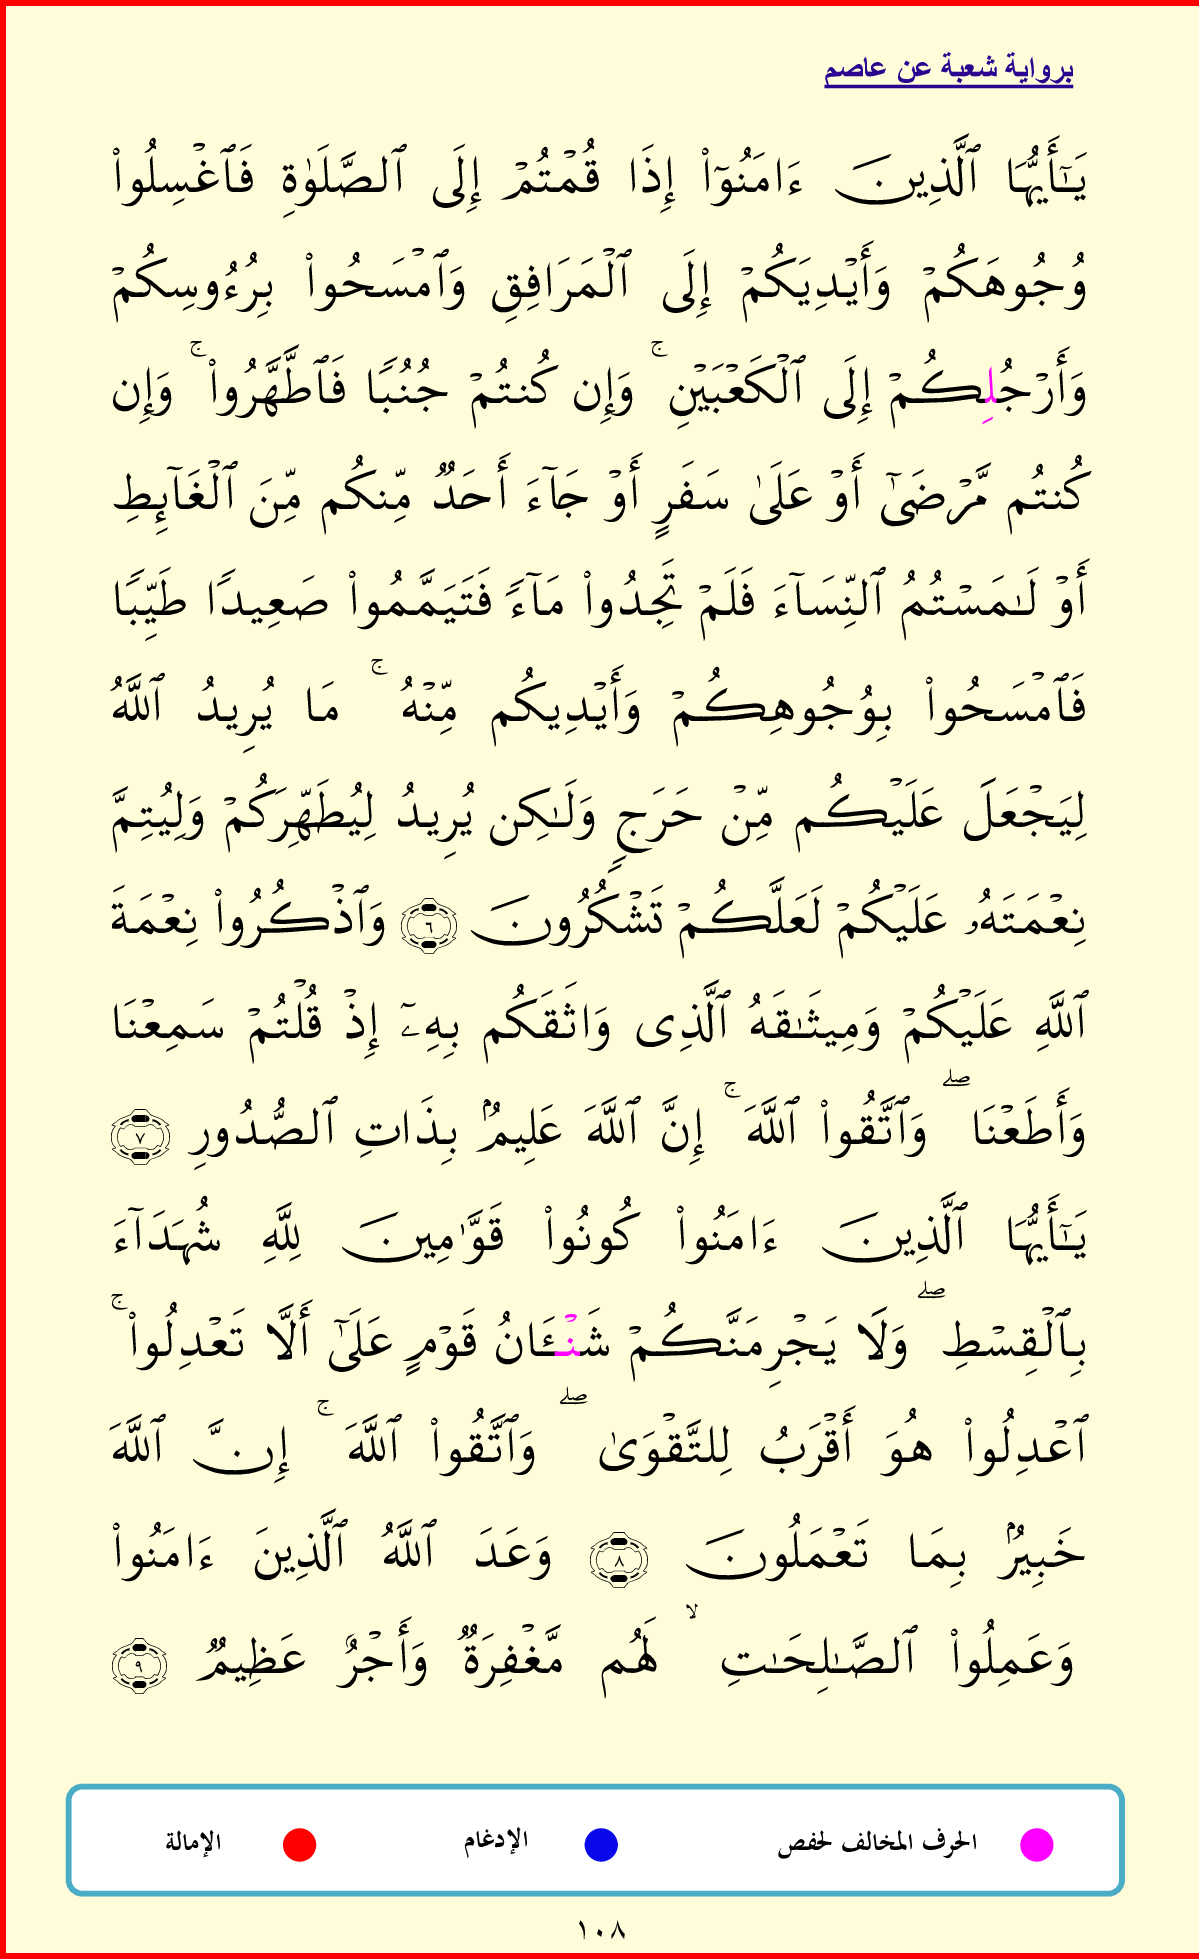 برواية شعبة عن عاصم
يَـٰٓأَيُّهَا ٱلَّذِينَ ءَامَنُوٓا۟ إِذَا قُمۡتُمۡ إِلَى ٱلصَّلَوٰةِ فَٱغۡسِلُوا۟
وُجُوهَكُمۡ وَأَيۡدِيَكُمۡ إِلَى ٱلۡمَرَافِقِ وَٱمۡسَحُوا۟ بِرُءُوسِكُمۡ
وَأَرۡجُلِكُمۡ إِلَى ٱلۡكَعۡبَيۡنِۚ وَإِن كُنتُمۡ جُنُبࣰا فَٱطَّهَّرُوا۟ۚ وَإِن
كُنتُم مَّرۡضَىٰٓ أَوۡ عَلَىٰ سَفَرٍ أَوۡ جَآءَ أَحَدࣱ مِّنكُم مِّنَ ٱلۡغَآئِطِ
أَوۡ لَـٰمَسۡتُمُ ٱلنِّسَآءَ فَلَمۡ تَجِدُوا۟ مَآءࣰ فَتَيَمَّمُوا۟ صَعِيدࣰا طَيِّبࣰا
فَٱمۡسَحُوا۟ بِوُجُوهِكُمۡ وَأَيۡدِيكُم مِّنۡهُۚ مَا يُرِيدُ ٱللَّهُ
لِيَجۡعَلَ عَلَيۡكُم مِّنۡ حَرَجࣲ وَلَـٰكِن يُرِيدُ لِيُطَهِّرَكُمۡ وَلِيُتِمَّ
نِعۡمَتَهُۥ عَلَيۡكُمۡ لَعَلَّكُمۡ تَشۡكُرُونَ ٦ وَٱذۡكُرُوا۟ نِعۡمَةَ
ٱللَّهِ عَلَيۡكُمۡ وَمِيثَـٰقَهُ ٱلَّذِى وَاثَقَكُم بِهِۦٓ إِذۡ قُلۡتُمۡ سَمِعۡنَا
وَأَطَعۡنَاۖ وَٱتَّقُوا۟ ٱللَّهَۚ إِنَّ ٱللَّهَ عَلِيمُۢ بِذَاتِ ٱلصُّدُورِ ٧
يَـٰٓأَيُّهَا ٱلَّذِينَ ءَامَنُوا۟ كُونُوا۟ قَوَّٰمِينَ لِلَّهِ شُهَدَآءَ
بِٱلۡقِسۡطِۖ وَلَا يَجۡرِمَنَّكُمۡ شَنۡـَٔانُ قَوۡمٍ عَلَىٰٓ أَلَّا تَعۡدِلُوا۟ۚ
ٱعۡدِلُوا۟ هُوَ أَقۡرَبُ لِلتَّقۡوَىٰۖ وَٱتَّقُوا۟ ٱللَّهَۚ إِنَّ ٱللَّهَ
خَبِيرُۢ بِمَا تَعۡمَلُونَ ٨ وَعَدَ ٱللَّهُ ٱلَّذِينَ ءَامَنُوا۟
وَعَمِلُوا۟ ٱلصَّـٰلِحَـٰتِۙ لَهُم مَّغۡفِرَةࣱ وَأَجۡرٌ عَظِيمࣱ ٩
الحرف المخالف لحفص الإدغام الإمالة
١٠٨